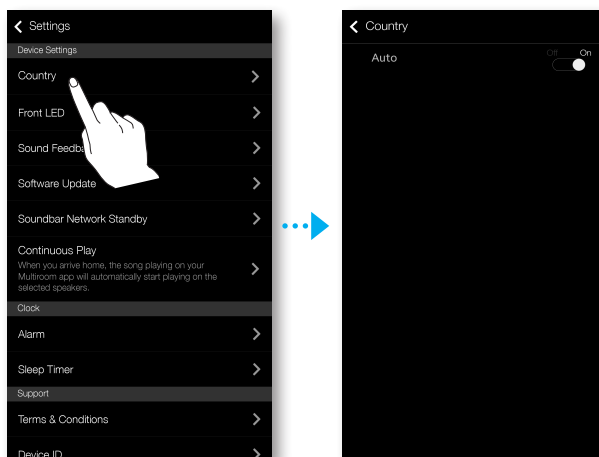 Settings
Device Settings
Country
Front LED
Sound Feedba
Software Update
Soundbar Network Standby
Continuous Play
When you arrive home, the song playing on your
Multiroom app will automatically start playing on the
selected speakers.
Clock
Alarm
Sleep Timer
Support
Terms & Conditions
Device ID
Country
Auto
Off On